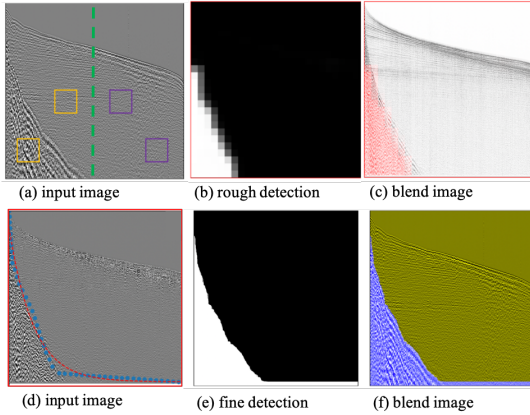 (a) input image
(b) rough detection
(c) blend image
(d) input image
(e) fine detection
(f) blend image